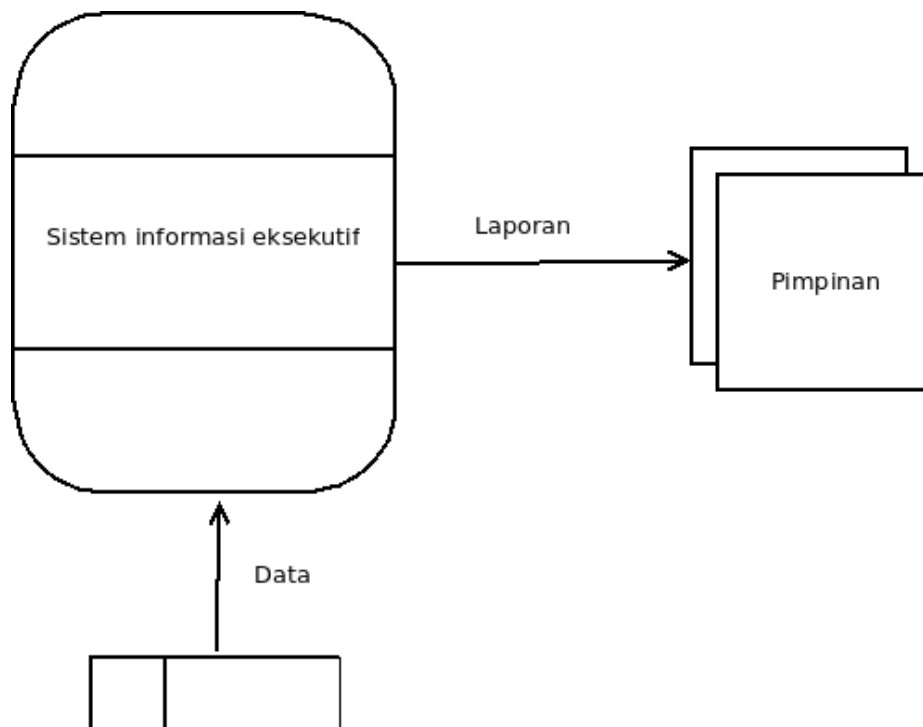 Sistem informasi eksekutif
Laporan
Pimpinan
Data